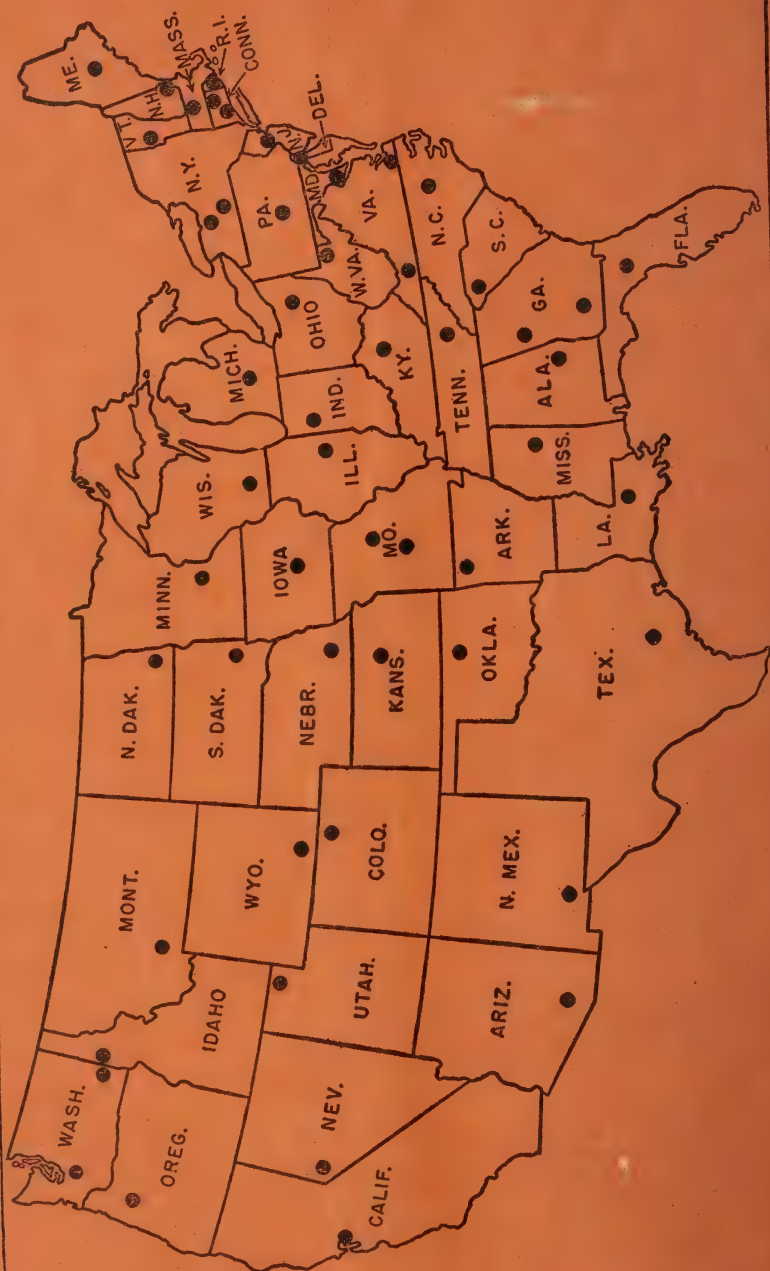 WASH.
OREG.
CALIF.
NEV.
IDAHO
MONT.
WYO.
UTAH.
ARIZ.
COLO.
N. MEX.
N. DAK.
S. DAK.
NEBR.
KANS.
OKLA.
TEX.
MINN.
IOWA
MO.
ARK.
LA.
WIS.
ILL.
MICH.
IND.
OHIO
KY.
TENN.
MISS.
ALA.
GA.
FLA.
S. C.
N. C.
VA.
W. VA.
MD.
DEL.
N. J.
PA.
N. Y.
VT.
N. H.
ME.
MASS.
R. I.
CONN.